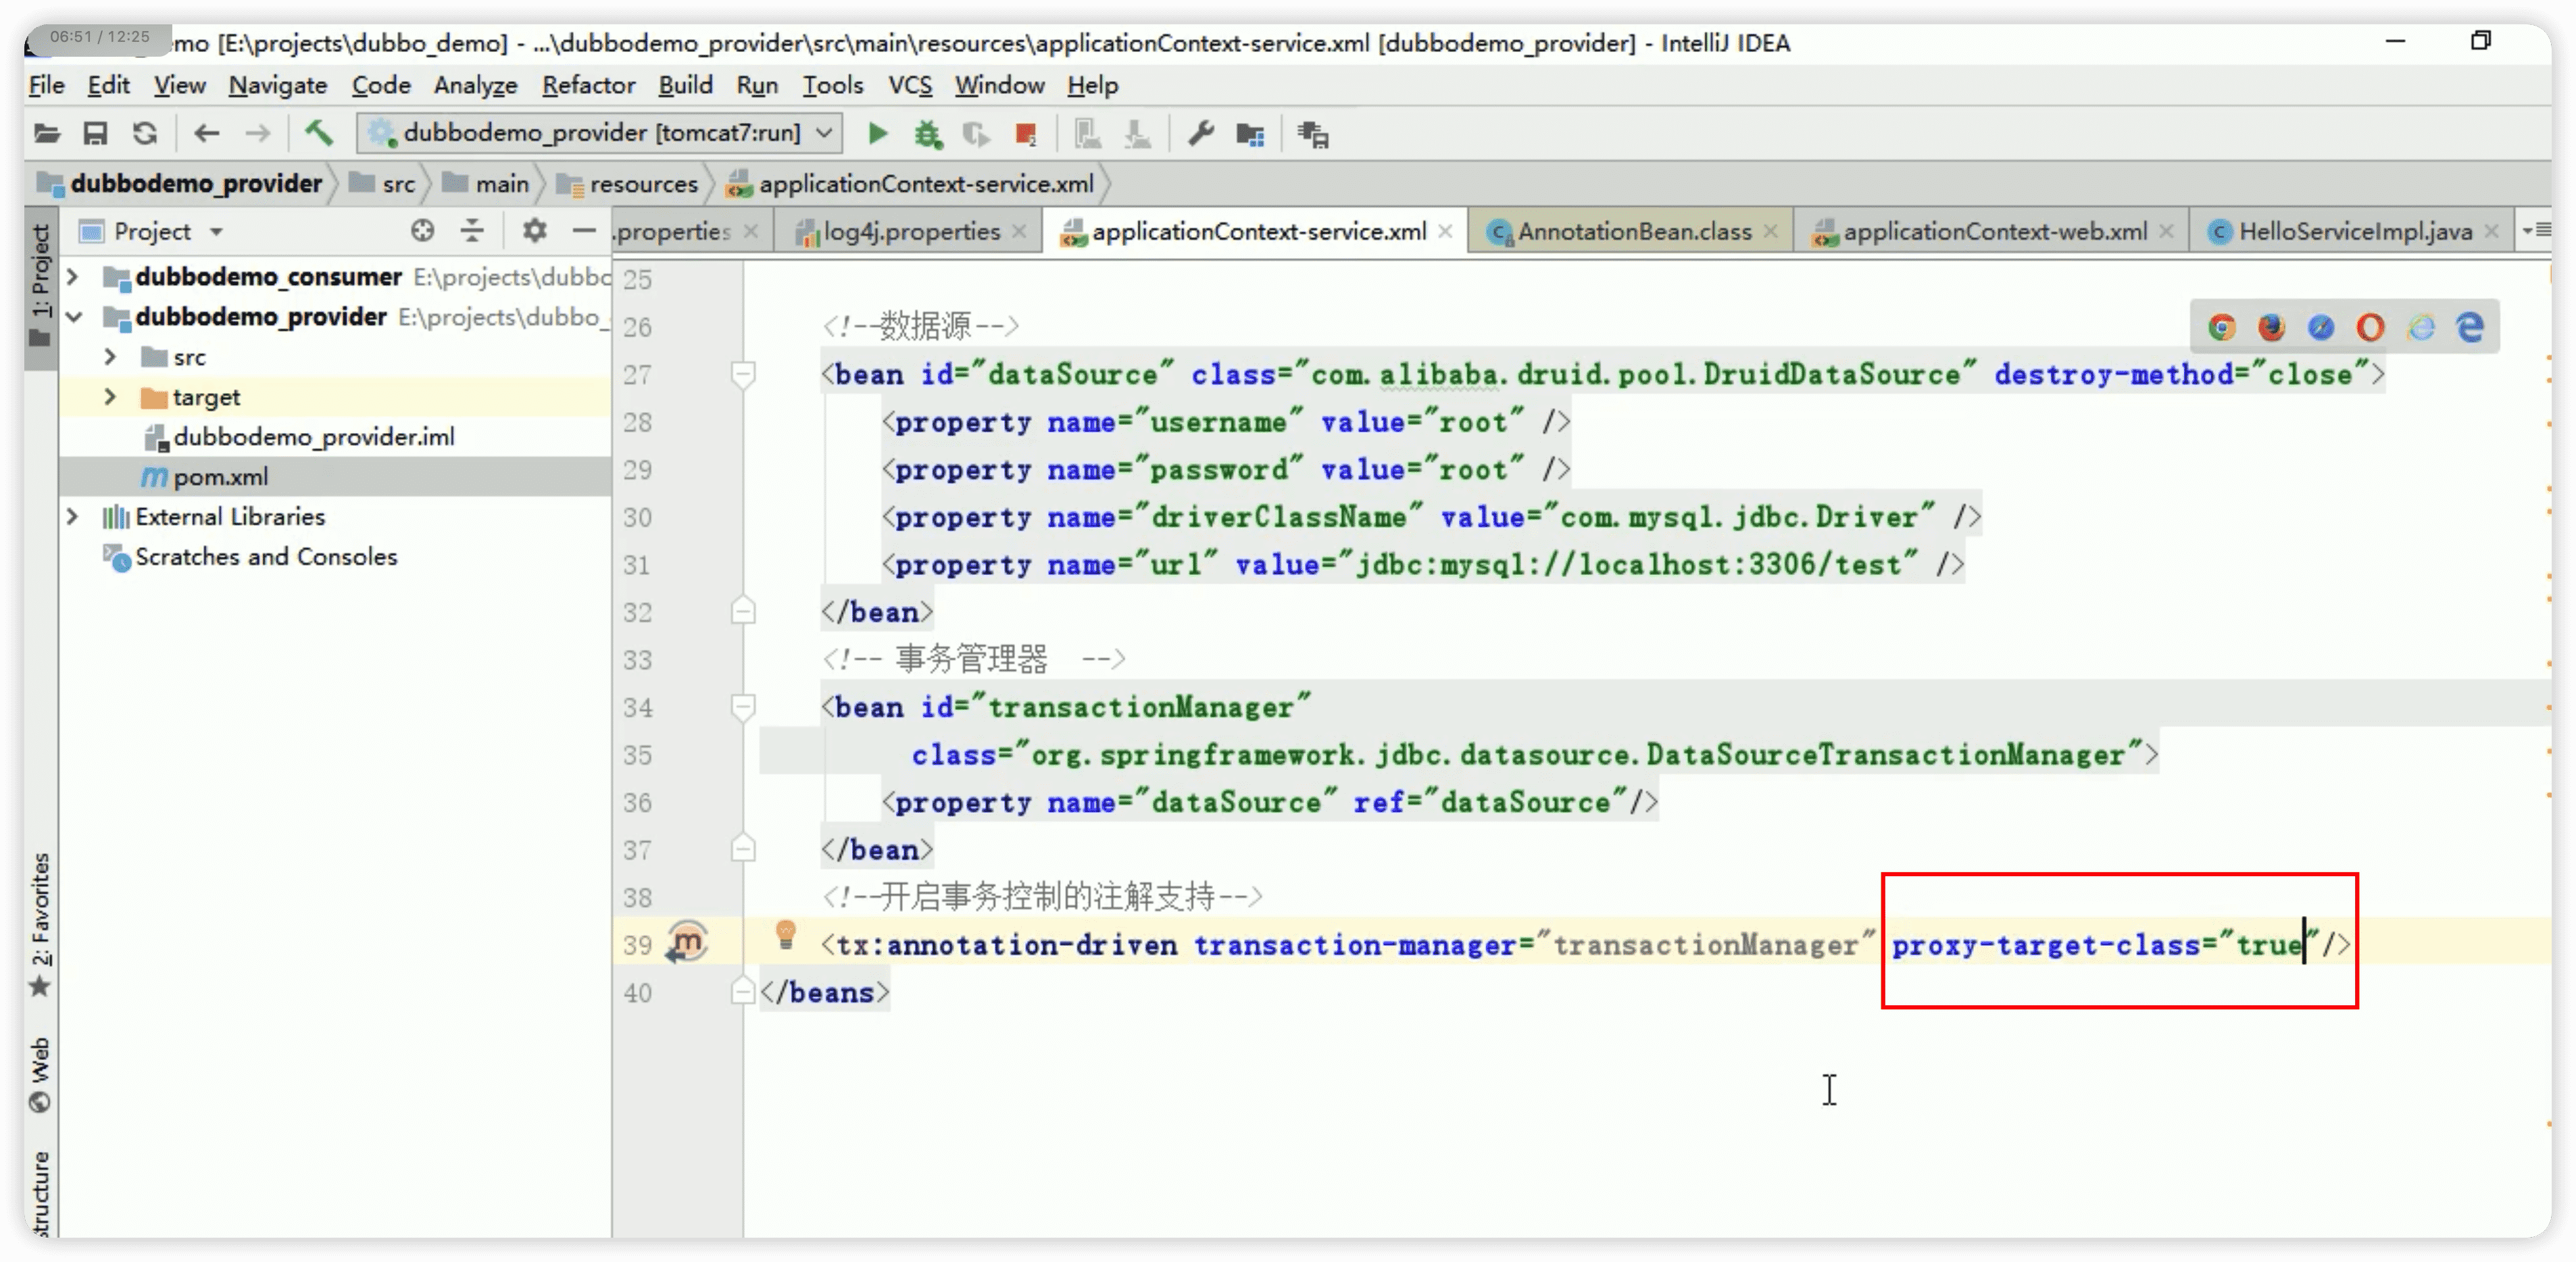 06:51 / 12:25
mo [E:\projects\dubbo_demo] - ...\dubbodemo_provider\src\main\resources\applicationContext-service.xml [dubbodemo_provider] - IntelliJ IDEA
File Edit View Navigate Code Analyze Refactor Build Run Tools VCS Window Help
dubbodemo_provider [tomcat7:run]
dubbodemo_provider src main resources applicationContext-service.xml
1: Project
Project
.properties log4j.properties applicationContext-service.xml AnnotationBean.class applicationContext-web.xml HelloServiceImpl.java
dubbodemo_consumer E:\projects\dubbo
dubbodemo_provider E:\projects\dubbo_
src
target
dubbodemo_provider.iml
pom.xml
External Libraries
Scratches and Consoles
25
26 <!--数据源-->
27 <bean id="dataSource" class="com.alibaba.druid.pool.DruidDataSource" destroy-method="close">
28 <property name="username" value="root" />
29 <property name="password" value="root" />
30 <property name="driverClassName" value="com.mysql.jdbc.Driver" />
31 <property name="url" value="jdbc:mysql://localhost:3306/test" />
32 </bean>
33 <!-- 事务管理器  -->
34 <bean id="transactionManager"
35 class="org.springframework.jdbc.datasource.DataSourceTransactionManager">
36 <property name="dataSource" ref="dataSource"/>
37 </bean>
38 <!--开启事务控制的注解支持-->
39 <tx:annotation-driven transaction-manager="transactionManager" proxy-target-class="true"/>
40 </beans>
2: Favorites
Web
structure